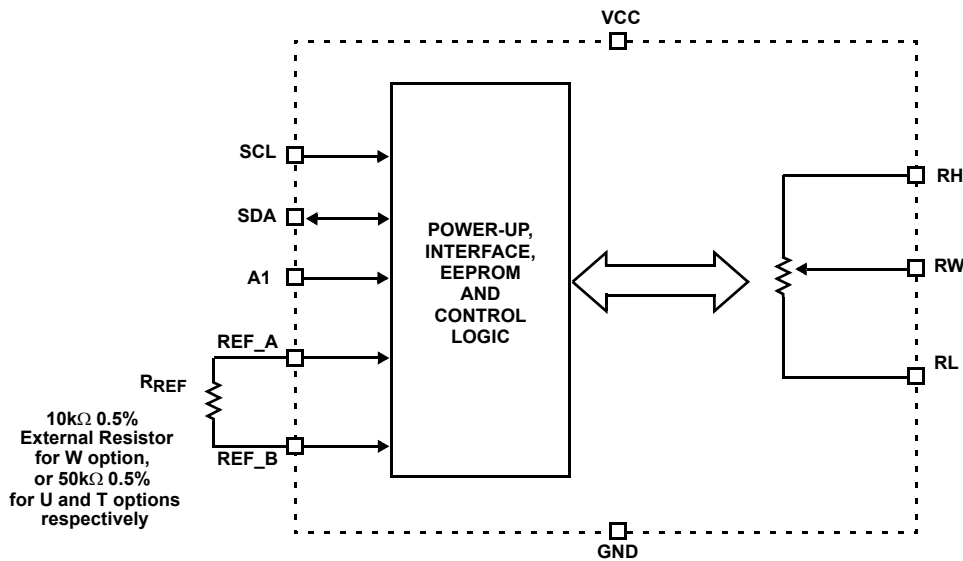 VCC
SCL
SDA
A1
REF_A
RREF
REF_B
10kΩ 0.5%
External Resistor
for W option,
or 50kΩ 0.5%
for U and T options
respectively
POWER-UP,
INTERFACE,
EEPROM
AND
CONTROL
LOGIC
RH
RW
RL
GND